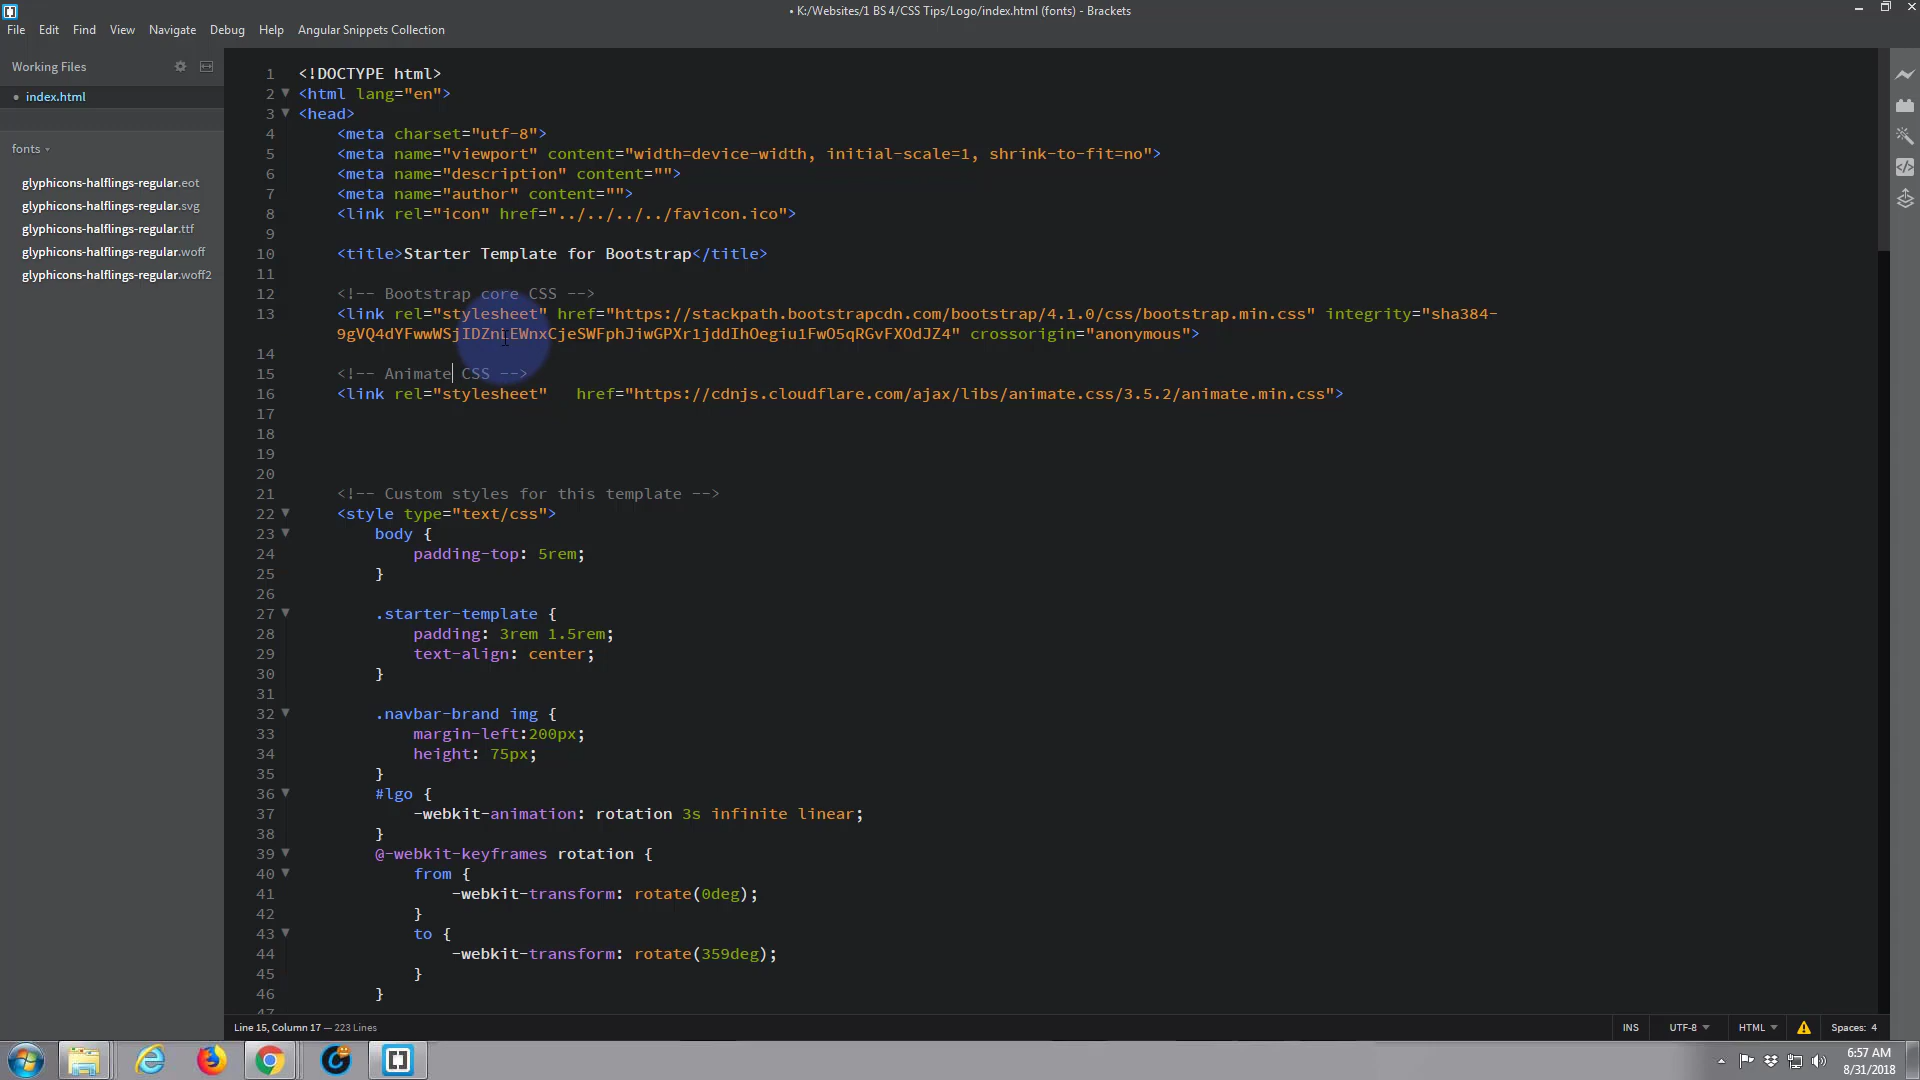 • K:/Websites/1 BS 4/CSS Tips/Logo/index.html (fonts) - Brackets
File Edit Find View Navigate Debug Help Angular Snippets Collection
Working Files
• index.html
fonts
glyphicons-halflings-regular.eot
glyphicons-halflings-regular.svg
glyphicons-halflings-regular.ttf
glyphicons-halflings-regular.woff
glyphicons-halflings-regular.woff2
1 <!DOCTYPE html>
2 <html lang="en">
3 <head>
4 <meta charset="utf-8">
5 <meta name="viewport" content="width=device-width, initial-scale=1, shrink-to-fit=no">
6 <meta name="description" content="">
7 <meta name="author" content="">
8 <link rel="icon" href="../../../../favicon.ico">
9
10 <title>Starter Template for Bootstrap</title>
11
12 <!-- Bootstrap core CSS -->
13 <link rel="stylesheet" href="https://stackpath.bootstrapcdn.com/bootstrap/4.1.0/css/bootstrap.min.css" integrity="sha384-
9gVQ4dYFwwWSjIDZnLEWnxCjeSWFphJiwGPXr1jddIhOegiu1FwO5qRGvFXOdJZ4" crossorigin="anonymous">
14
15 <!-- Animate CSS -->
16 <link rel="stylesheet" href="https://cdnjs.cloudflare.com/ajax/libs/animate.css/3.5.2/animate.min.css">
17
18
19
20
21 <!-- Custom styles for this template -->
22 <style type="text/css">
23 body {
24 padding-top: 5rem;
25 }
26
27 .starter-template {
28 padding: 3rem 1.5rem;
29 text-align: center;
30 }
31
32 .navbar-brand img {
33 margin-left:200px;
34 height: 75px;
35 }
36 #lgo {
37 -webkit-animation: rotation 3s infinite linear;
38 }
39 @-webkit-keyframes rotation {
40 from {
41 -webkit-transform: rotate(0deg);
42 }
43 to {
44 -webkit-transform: rotate(359deg);
45 }
46 }
47
Line 15, Column 17 — 223 Lines
INS UTF-8 HTML Spaces: 4
6:57 AM
8/31/2018